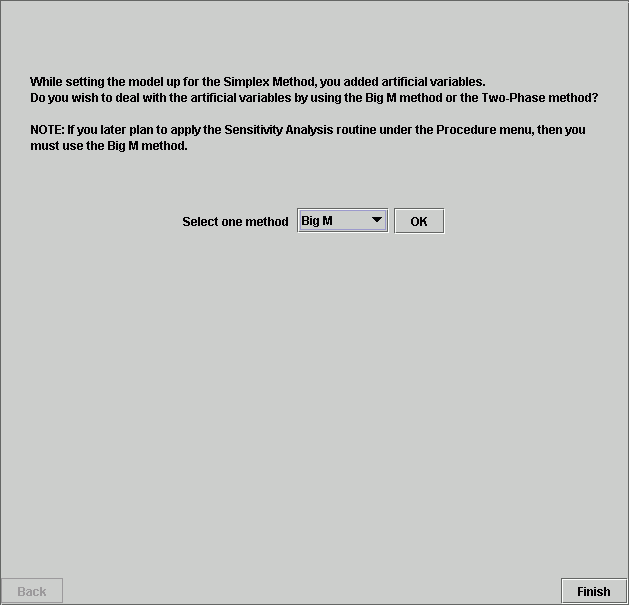 While setting the model up for the Simplex Method, you added artificial variables.
Do you wish to deal with the artificial variables by using the Big M method or the Two-Phase method?
NOTE: If you later plan to apply the Sensitivity Analysis routine under the Procedure menu, then you
must use the Big M method.
Select one method Big M OK
Back Finish